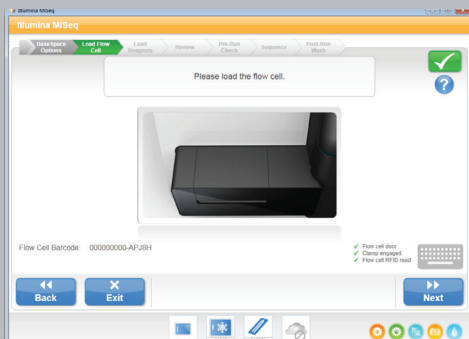 Illumina MiSeq
Illumina MiSeq
BaseSpace Options
Load Flow Cell
Load Reagents
Review
Pre-Run Check
Sequence
Post-Run Wash
Please load the flow cell.
Flow Cell Barcode: 000000000-APJ8H
Flow cell door
Clamp engaged
Flow cell RFID read
Back
Exit
Next